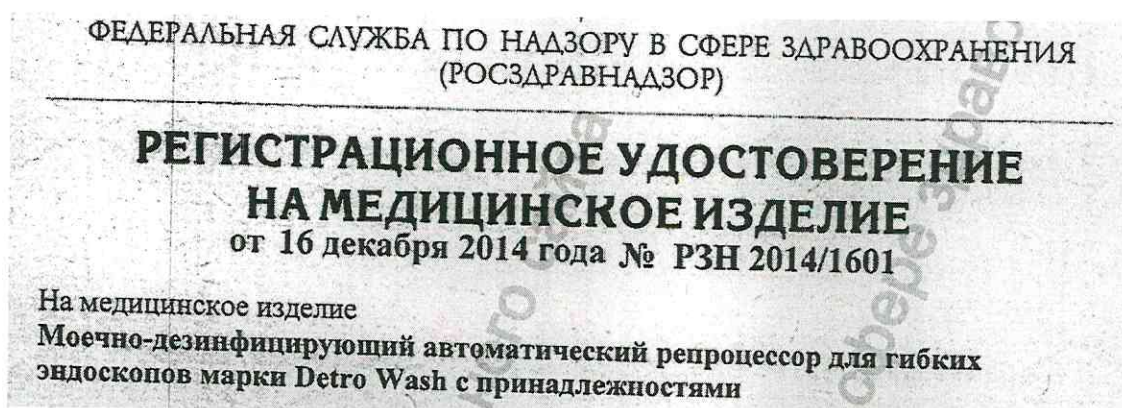 ФЕДЕРАЛЬНАЯ СЛУЖБА ПО НАДЗОРУ В СФЕРЕ ЗДРАВООХРАНЕНИЯ
(РОСЗДРАВНАДЗОР)
РЕГИСТРАЦИОННОЕ УДОСТОВЕРЕНИЕ
НА МЕДИЦИНСКОЕ ИЗДЕЛИЕ
от 16 декабря 2014 года № РЗН 2014/1601
На медицинское изделие
Моечно-дезинфицирующий автоматический репроцессор для гибких
эндоскопов марки Detro Wash с принадлежностями